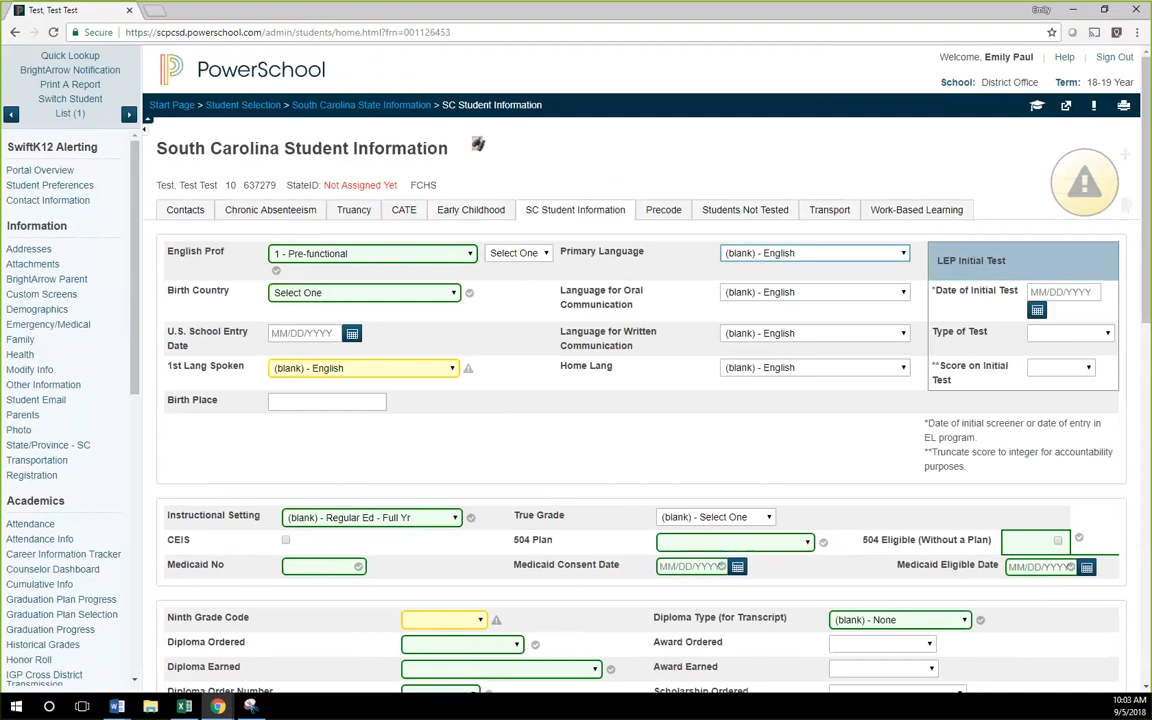 Test, Test Test
Emily
Secure https://scpcsd.powerschool.com/admin/students/home.html?frn=001126453
Quick Lookup
BrightArrow Notification
Print A Report
Switch Student
List (1)
PowerSchool
Welcome, Emily Paul Help Sign Out
School: District Office Term: 18-19 Year
Start Page > Student Selection > South Carolina State Information > SC Student Information
SwiftK12 Alerting
Portal Overview
Student Preferences
Contact Information
Information
Addresses
Attachments
BrightArrow Parent
Custom Screens
Demographics
Emergency/Medical
Family
Health
Modify Info
Other Information
Student Email
Parents
Photo
State/Province - SC
Transportation
Registration
Academics
Attendance
Attendance Info
Career Information Tracker
Counselor Dashboard
Cumulative Info
Graduation Plan Progress
Graduation Plan Selection
Graduation Progress
Historical Grades
Honor Roll
IGP Cross District
Transmission
South Carolina Student Information
Test, Test Test 10 637279 StateID: Not Assigned Yet FCHS
Contacts Chronic Absenteeism Truancy CATE Early Childhood SC Student Information Precode Students Not Tested Transport Work-Based Learning
English Prof 1 - Pre-functional Select One Primary Language (blank) - English
Birth Country Select One Language for Oral Communication (blank) - English
U.S. School Entry Date MM/DD/YYYY Language for Written Communication (blank) - English
1st Lang Spoken (blank) - English Home Lang (blank) - English
Birth Place
LEP Initial Test
*Date of Initial Test MM/DD/YYYY
Type of Test
**Score on Initial Test
*Date of initial screener or date of entry in
EL program.
**Truncate score to integer for accountability
purposes.
Instructional Setting (blank) - Regular Ed - Full Yr True Grade (blank) - Select One
CEIS 504 Plan 504 Eligible (Without a Plan)
Medicaid No Medicaid Consent Date MM/DD/YYYY Medicaid Eligible Date MM/DD/YYYY
Ninth Grade Code Diploma Type (for Transcript) (blank) - None
Diploma Ordered Award Ordered
Diploma Earned Award Earned
Diploma Order Number Scholarship Ordered
10:03 AM
9/5/2018